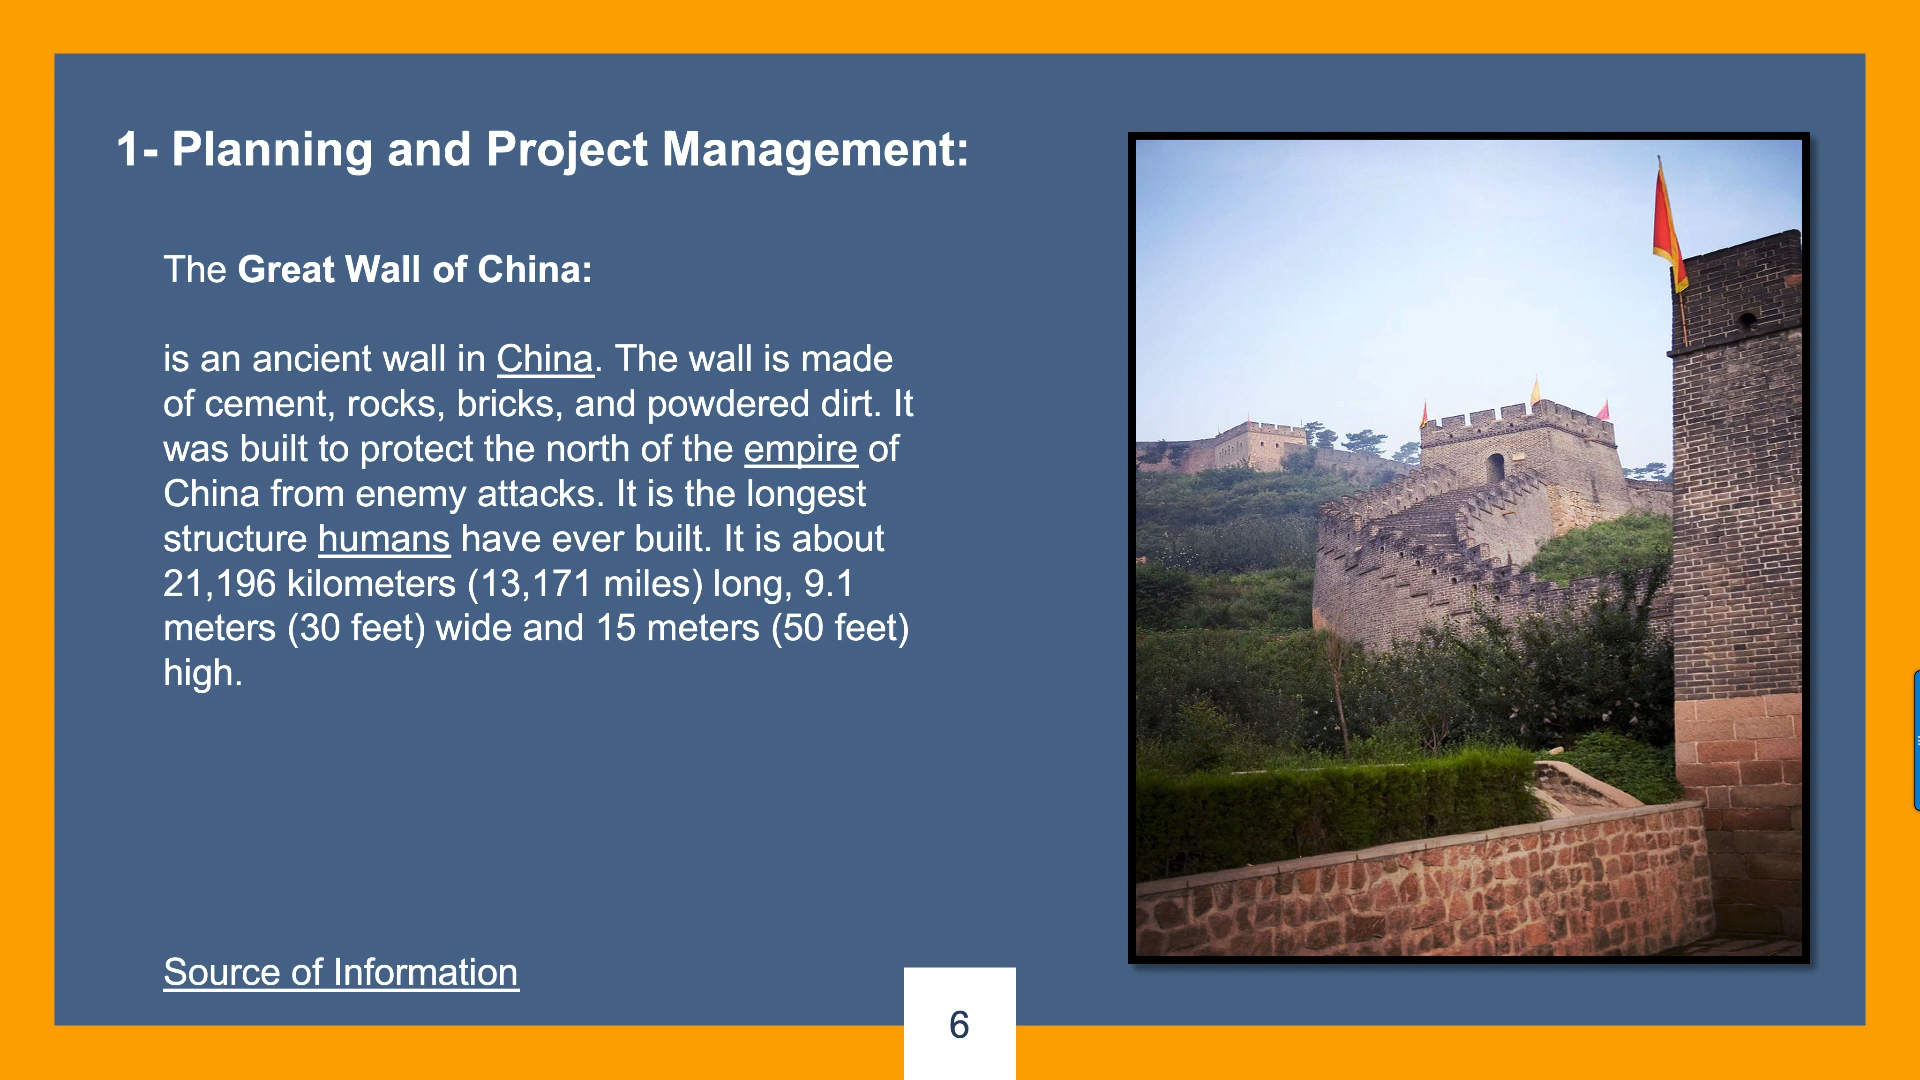 1- Planning and Project Management:
The Great Wall of China:
is an ancient wall in China. The wall is made
of cement, rocks, bricks, and powdered dirt. It
was built to protect the north of the empire of
China from enemy attacks. It is the longest
structure humans have ever built. It is about
21,196 kilometers (13,171 miles) long, 9.1
meters (30 feet) wide and 15 meters (50 feet)
high.
Source of Information
6